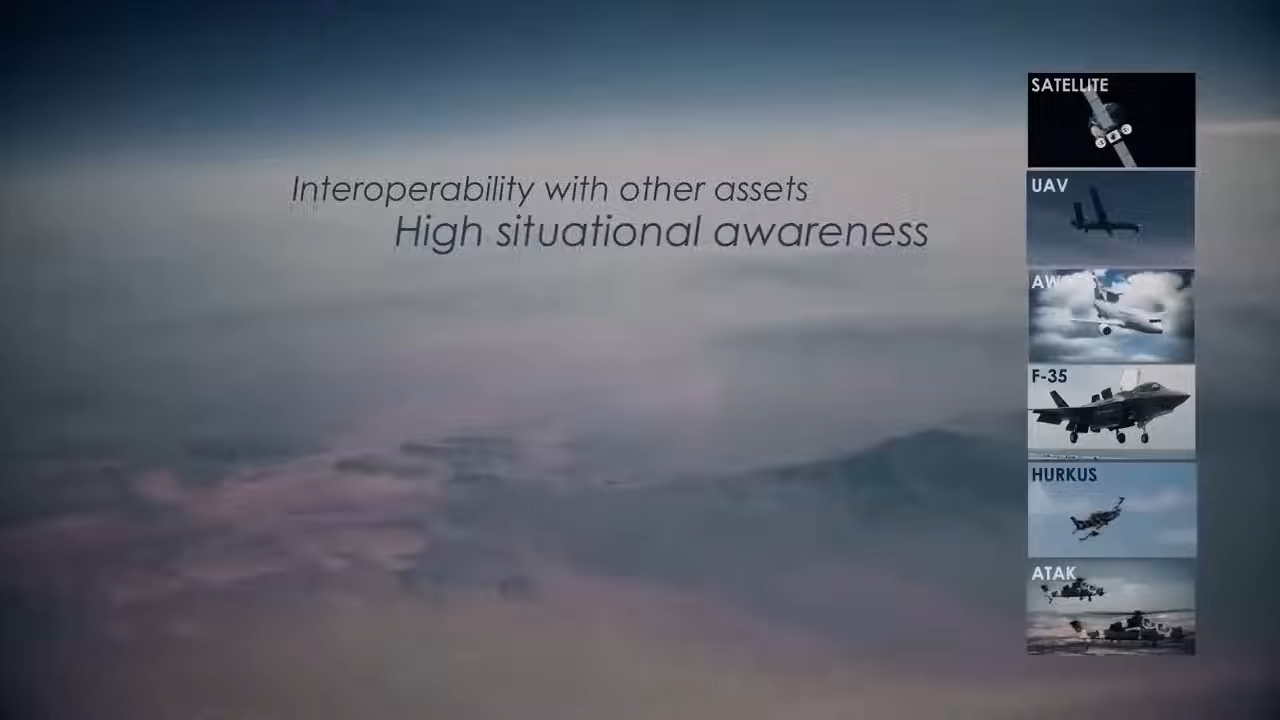 Interoperability with other assets
High situational awareness
SATELLITE
UAV
F-35
HURKUS
ATAK